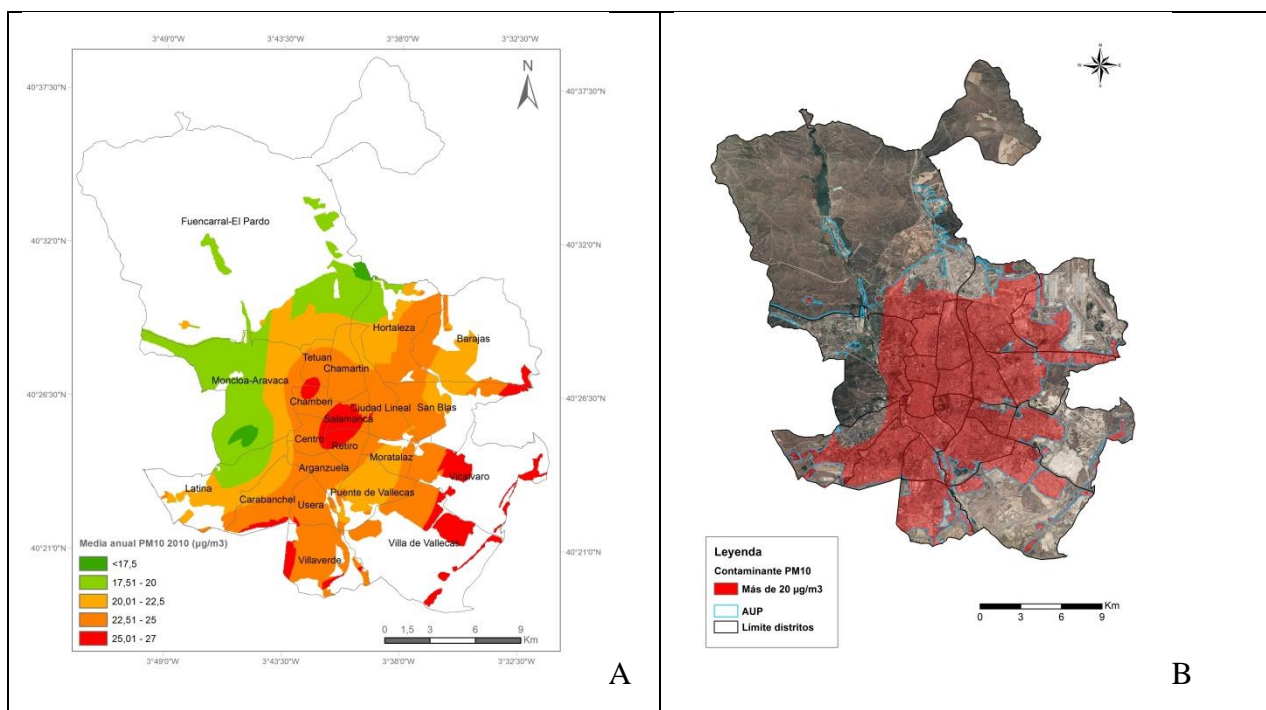 3°49'0"W 3°43'30"W 3°38'0"W 3°32'30"W
N
40°37'30"N 40°37'30"N
40°32'0"N 40°32'0"N
40°26'30"N 40°26'30"N
40°21'0"N 40°21'0"N
Fuencarral-El Pardo
Hortaleza
Barajas
Tetuan
Chamartin
Moncloa-Aravaca
Chamberi
Ciudad Lineal
San Blas
Salamanca
Centro
Retiro
Moratalaz
Arganzuela
Vicalvaro
Latina
Carabanchel
Puente de Vallecas
Usera
Villa de Vallecas
Villaverde
Media anual PM10 2010 (µg/m3)
<17,5
17,51 - 20
20,01 - 22,5
22,51 - 25
25,01 - 27
0 1,5 3 6 9
Km
3°49'0"W 3°43'30"W 3°38'0"W 3°32'30"W
A
N
W E
S
Leyenda
Contaminante PM10
Más de 20 µg/m3
AUP
Límite distritos
Km
0 3 6 9
B